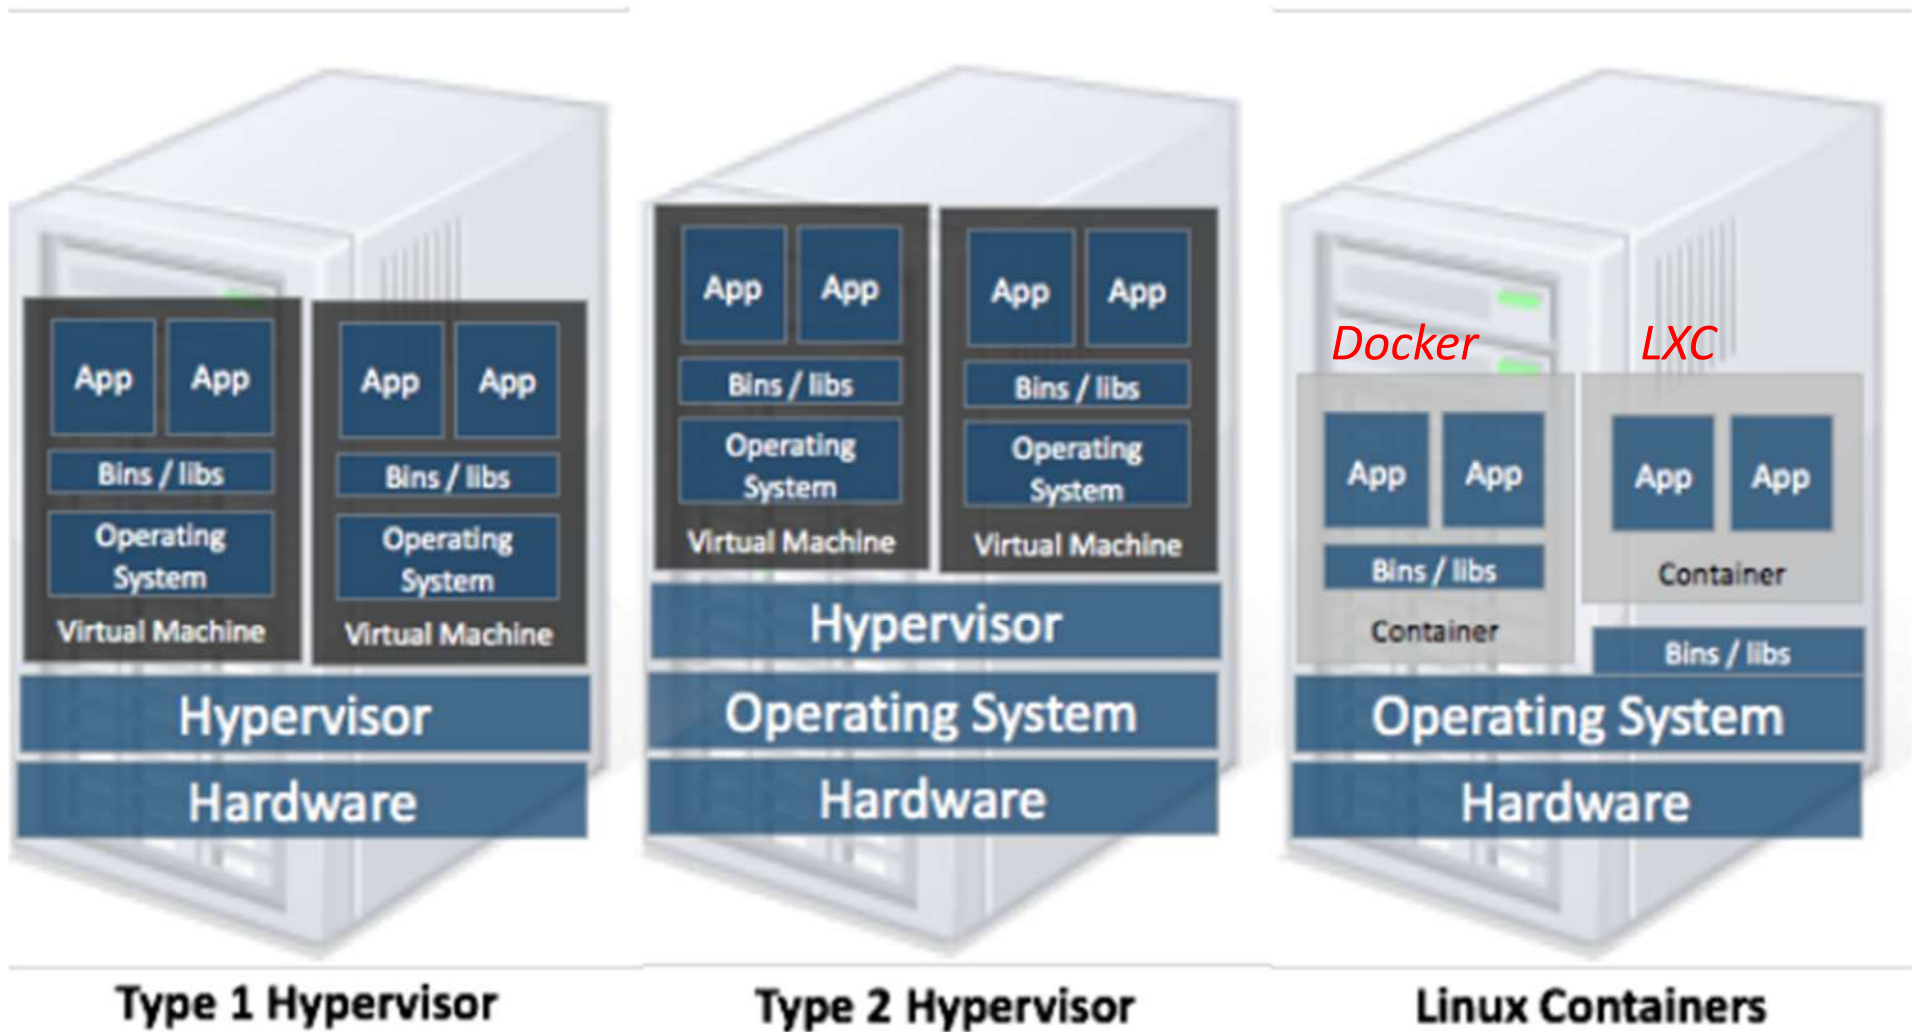 App App
Bins / libs
Operating
System
Virtual Machine
App App
Bins / libs
Operating
System
Virtual Machine
Hypervisor
Hardware
Type 1 Hypervisor
App App
Bins / libs
Operating
System
Virtual Machine
App App
Bins / libs
Operating
System
Virtual Machine
Hypervisor
Operating System
Hardware
Type 2 Hypervisor
Docker
App App
Bins / libs
Container
LXC
App App
Container
Bins / libs
Operating System
Hardware
Linux Containers